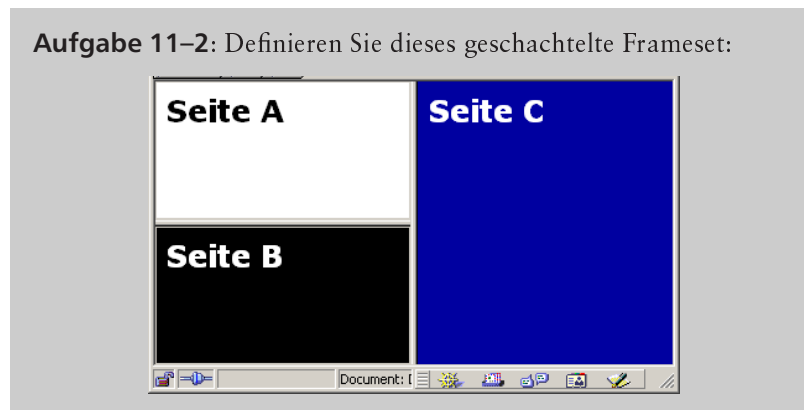 Aufgabe 11–2: Definieren Sie dieses geschachtelte Frameset:
Seite A
Seite C
Seite B
Document: [